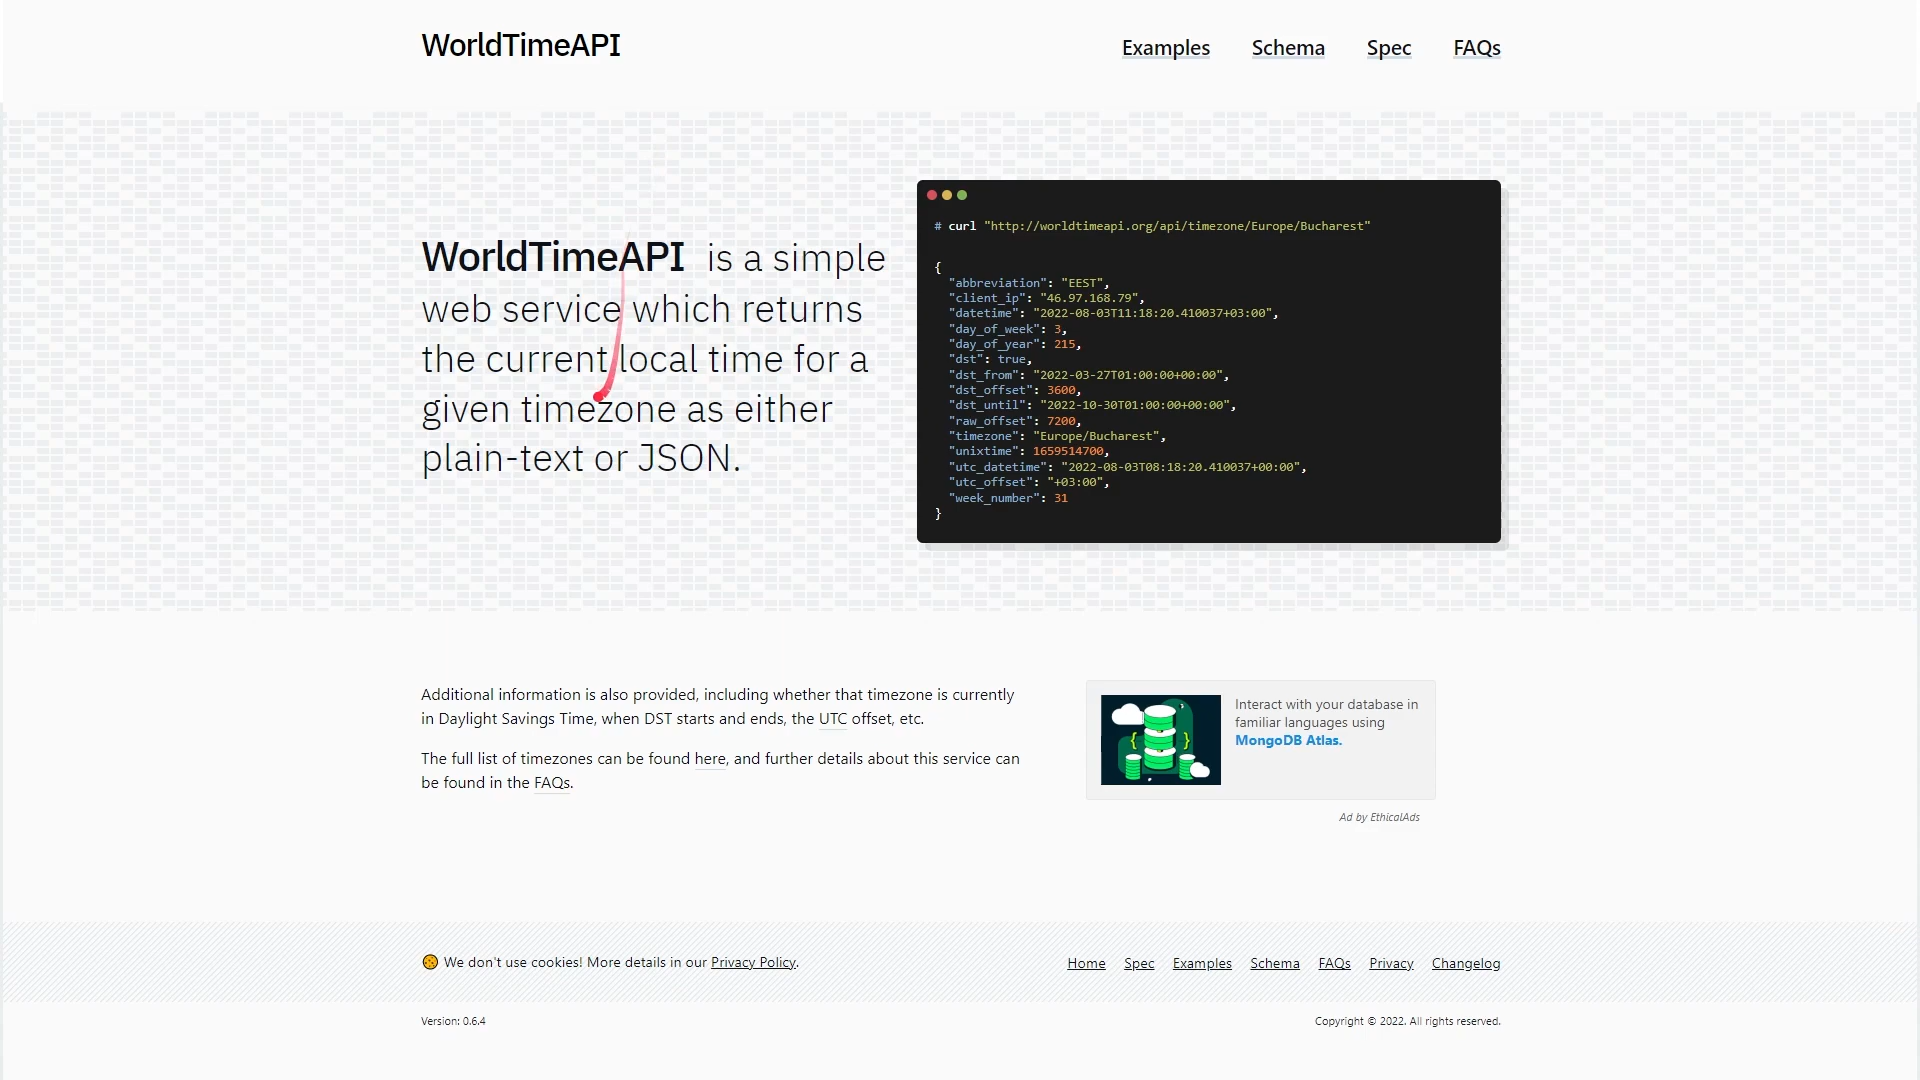 WorldTimeAPI
Examples Schema Spec FAQs
WorldTimeAPI is a simple
web service which returns
the current local time for a
given timezone as either
plain-text or JSON.
# curl "http://worldtimeapi.org/api/timezone/Europe/Bucharest"
{
"abbreviation": "EEST",
"client_ip": "46.97.168.79",
"datetime": "2022-08-03T11:18:20.410037+03:00",
"day_of_week": 3,
"day_of_year": 215,
"dst": true,
"dst_from": "2022-03-27T01:00:00+00:00",
"dst_offset": 3600,
"dst_until": "2022-10-30T01:00:00+00:00",
"raw_offset": 7200,
"timezone": "Europe/Bucharest",
"unixtime": 1659514700,
"utc_datetime": "2022-08-03T08:18:20.410037+00:00",
"utc_offset": "+03:00",
"week_number": 31
}
Additional information is also provided, including whether that timezone is currently
in Daylight Savings Time, when DST starts and ends, the UTC offset, etc.
The full list of timezones can be found here, and further details about this service can
be found in the FAQs.
Interact with your database in
familiar languages using
MongoDB Atlas.
Ad by EthicalAds
We don't use cookies! More details in our Privacy Policy.
Home Spec Examples Schema FAQs Privacy Changelog
Version: 0.6.4
Copyright © 2022. All rights reserved.